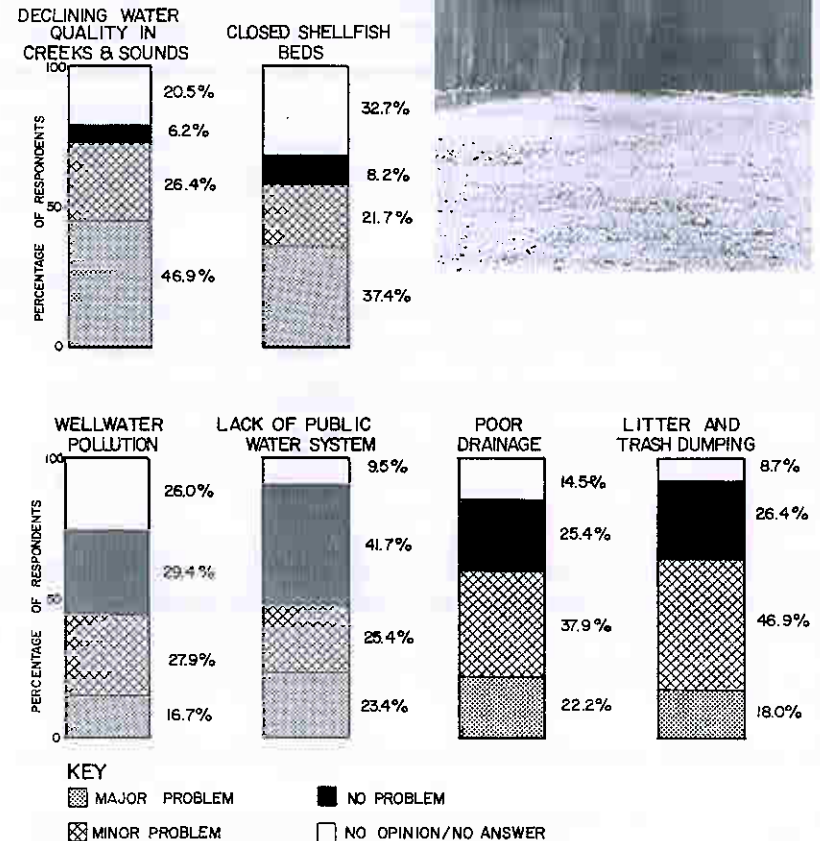 DECLINING WATER
QUALITY IN
CREEKS & SOUNDS
CLOSED SHELLFISH
BEDS
PERCENTAGE OF RESPONDENTS
100
50
0
20.5%
6.2%
26.4%
46.9%
32.7%
8.2%
21.7%
37.4%
WELLWATER
POLLUTION
LACK OF PUBLIC
WATER SYSTEM
POOR
DRAINAGE
LITTER AND
TRASH DUMPING
PERCENTAGE OF RESPONDENTS
100
50
0
26.0%
29.4%
27.9%
16.7%
9.5%
41.7%
25.4%
23.4%
14.5%
25.4%
37.9%
22.2%
8.7%
26.4%
46.9%
18.0%
KEY
MAJOR PROBLEM
NO PROBLEM
MINOR PROBLEM
NO OPINION/NO ANSWER